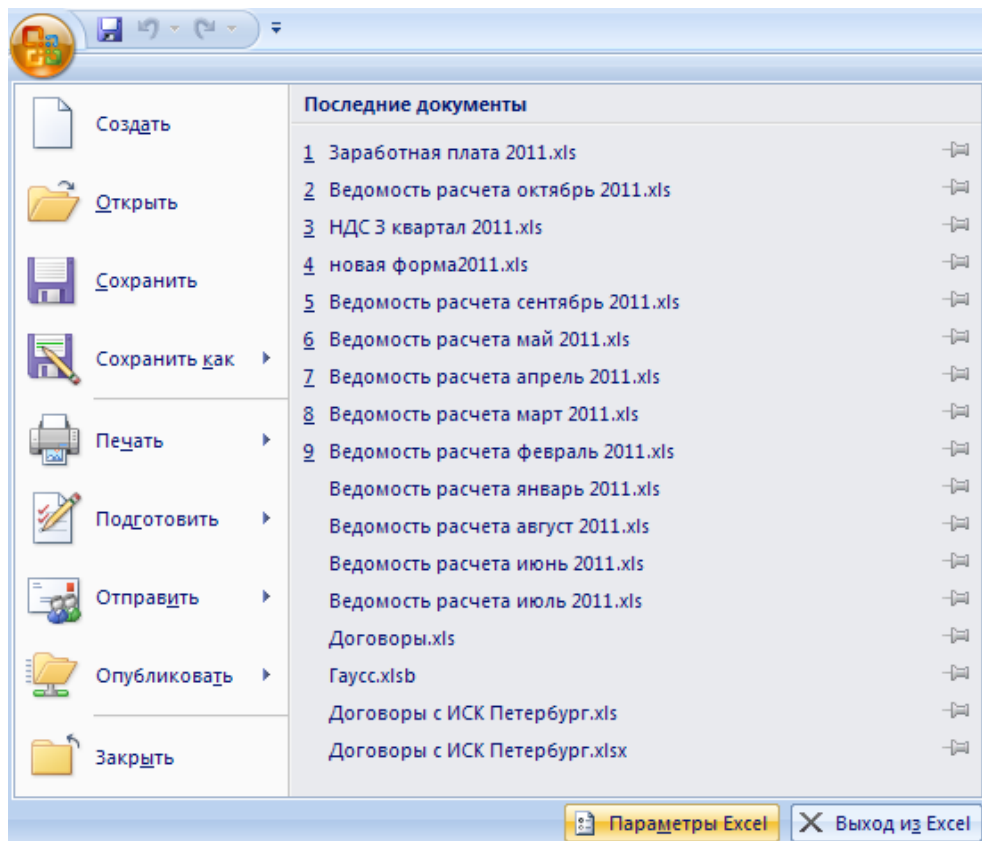 Создать
Открыть
Сохранить
Сохранить как
Печать
Подготовить
Отправить
Опубликовать
Закрыть
Последние документы
1 Заработная плата 2011.xls
2 Ведомость расчета октябрь 2011.xls
3 НДС 3 квартал 2011.xls
4 новая форма2011.xls
5 Ведомость расчета сентябрь 2011.xls
6 Ведомость расчета май 2011.xls
7 Ведомость расчета апрель 2011.xls
8 Ведомость расчета март 2011.xls
9 Ведомость расчета февраль 2011.xls
Ведомость расчета январь 2011.xls
Ведомость расчета август 2011.xls
Ведомость расчета июнь 2011.xls
Ведомость расчета июль 2011.xls
Договоры.xls
Гаусс.xlsb
Договоры с ИСК Петербург.xls
Договоры с ИСК Петербург.xlsx
Параметры Excel
Выход из Excel